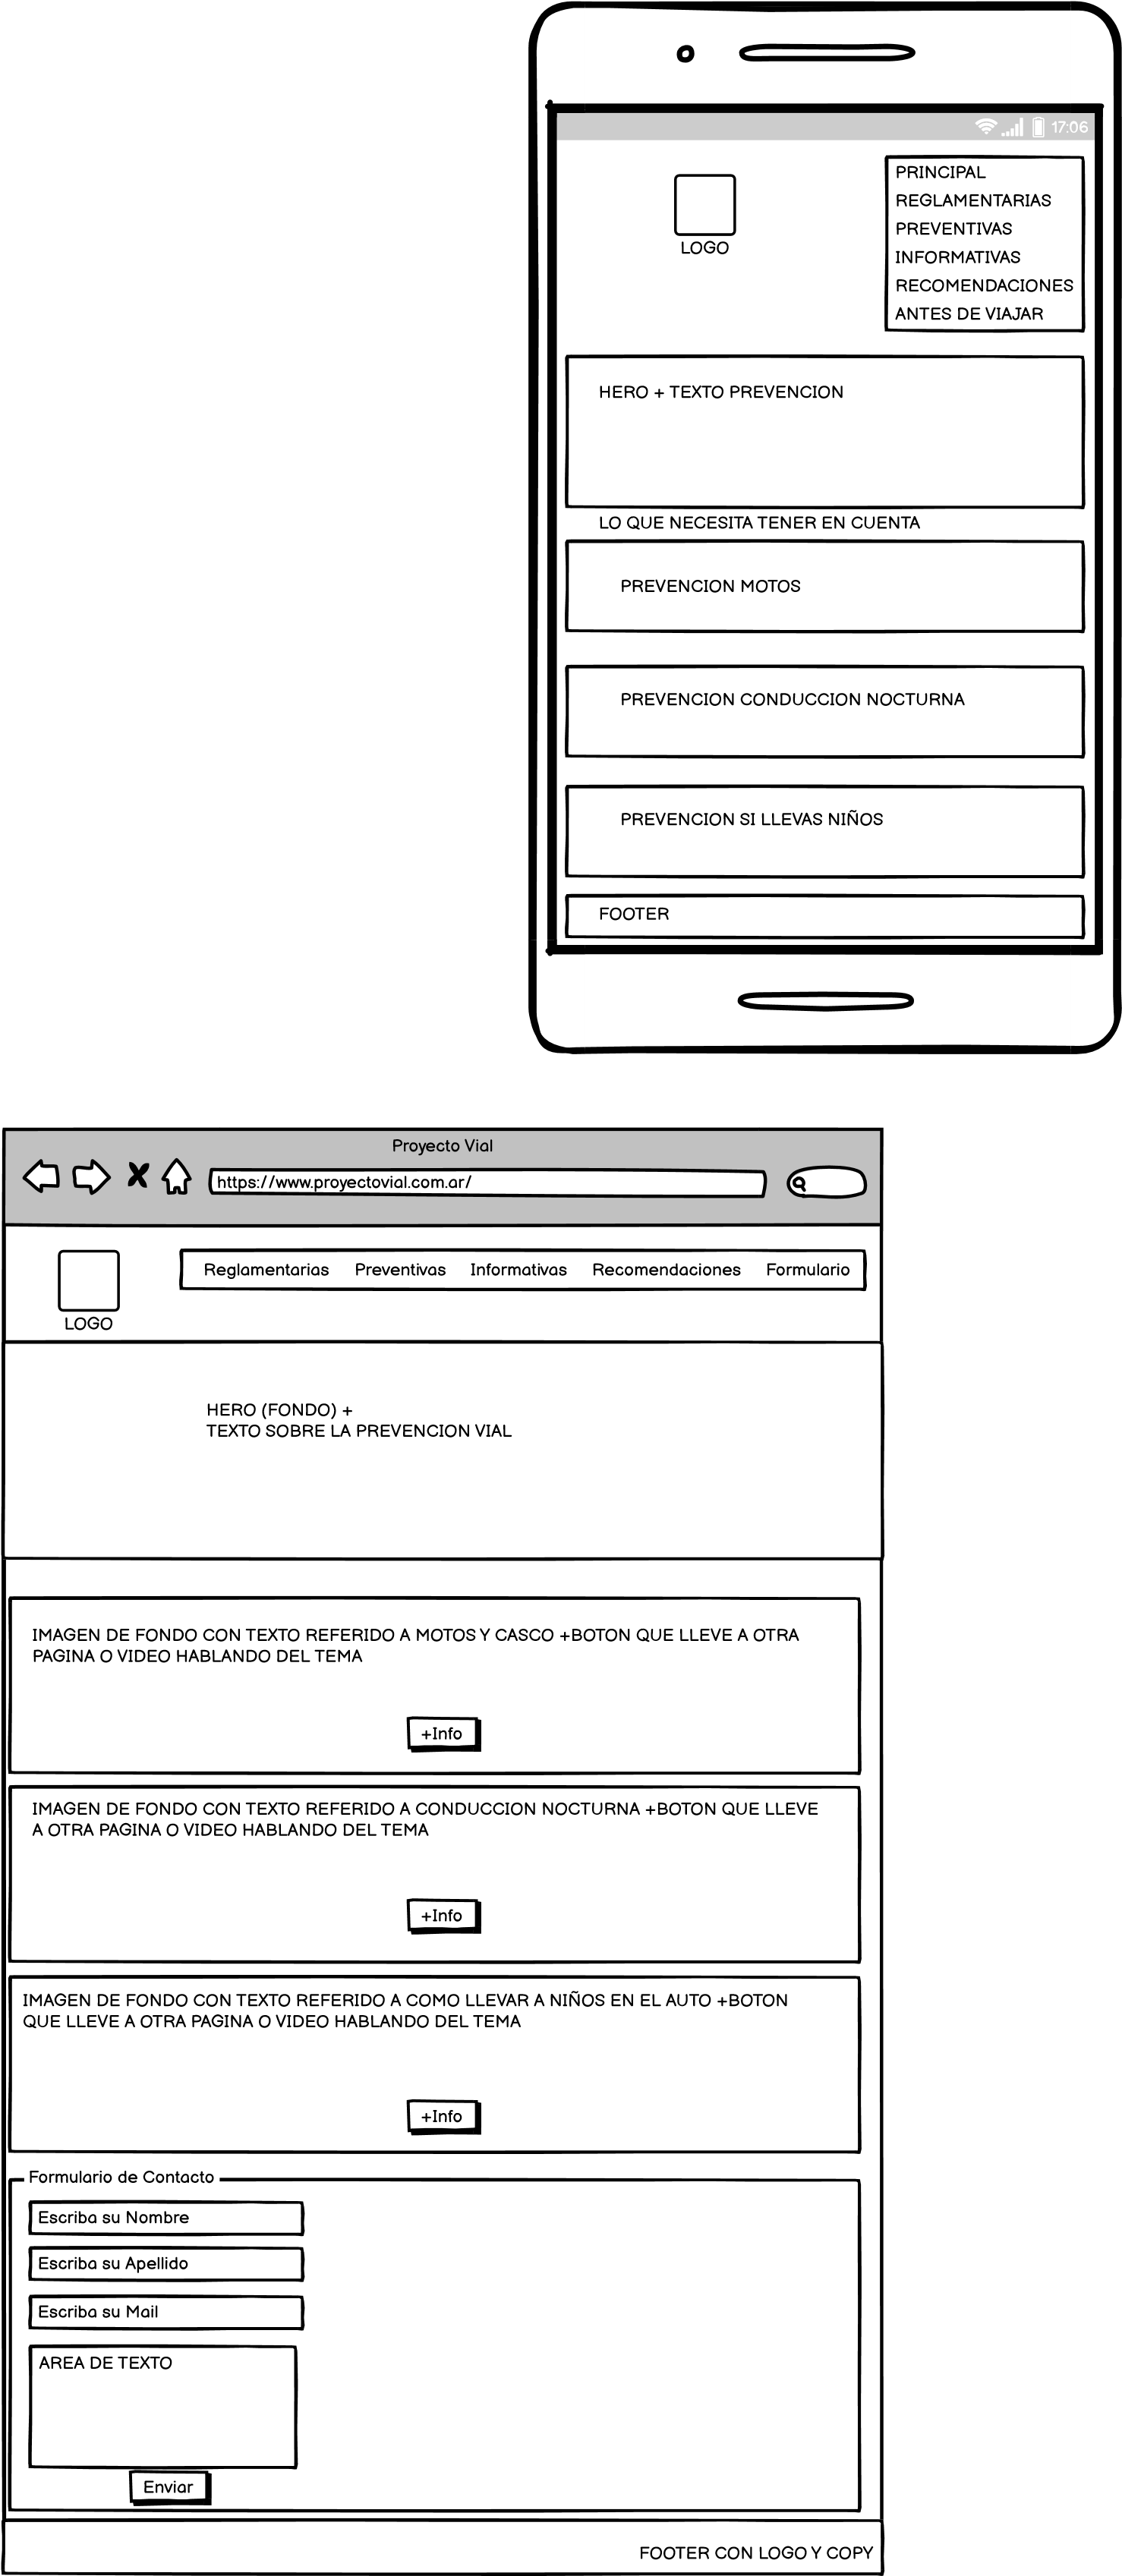 17:06
LOGO
PRINCIPAL
REGLAMENTARIAS
PREVENTIVAS
INFORMATIVAS
RECOMENDACIONES
ANTES DE VIAJAR
HERO + TEXTO PREVENCION
LO QUE NECESITA TENER EN CUENTA
PREVENCION MOTOS
PREVENCION CONDUCCION NOCTURNA
PREVENCION SI LLEVAS NIÑOS
FOOTER
Proyecto Vial
https://www.proyectovial.com.ar/
LOGO
Reglamentarias Preventivas Informativas Recomendaciones Formulario
HERO (FONDO) +
TEXTO SOBRE LA PREVENCION VIAL
IMAGEN DE FONDO CON TEXTO REFERIDO A MOTOS Y CASCO +BOTON QUE LLEVE A OTRA
PAGINA O VIDEO HABLANDO DEL TEMA
+Info
IMAGEN DE FONDO CON TEXTO REFERIDO A CONDUCCION NOCTURNA +BOTON QUE LLEVE
A OTRA PAGINA O VIDEO HABLANDO DEL TEMA
+Info
IMAGEN DE FONDO CON TEXTO REFERIDO A COMO LLEVAR A NIÑOS EN EL AUTO +BOTON
QUE LLEVE A OTRA PAGINA O VIDEO HABLANDO DEL TEMA
+Info
Formulario de Contacto
Escriba su Nombre
Escriba su Apellido
Escriba su Mail
AREA DE TEXTO
Enviar
FOOTER CON LOGO Y COPY